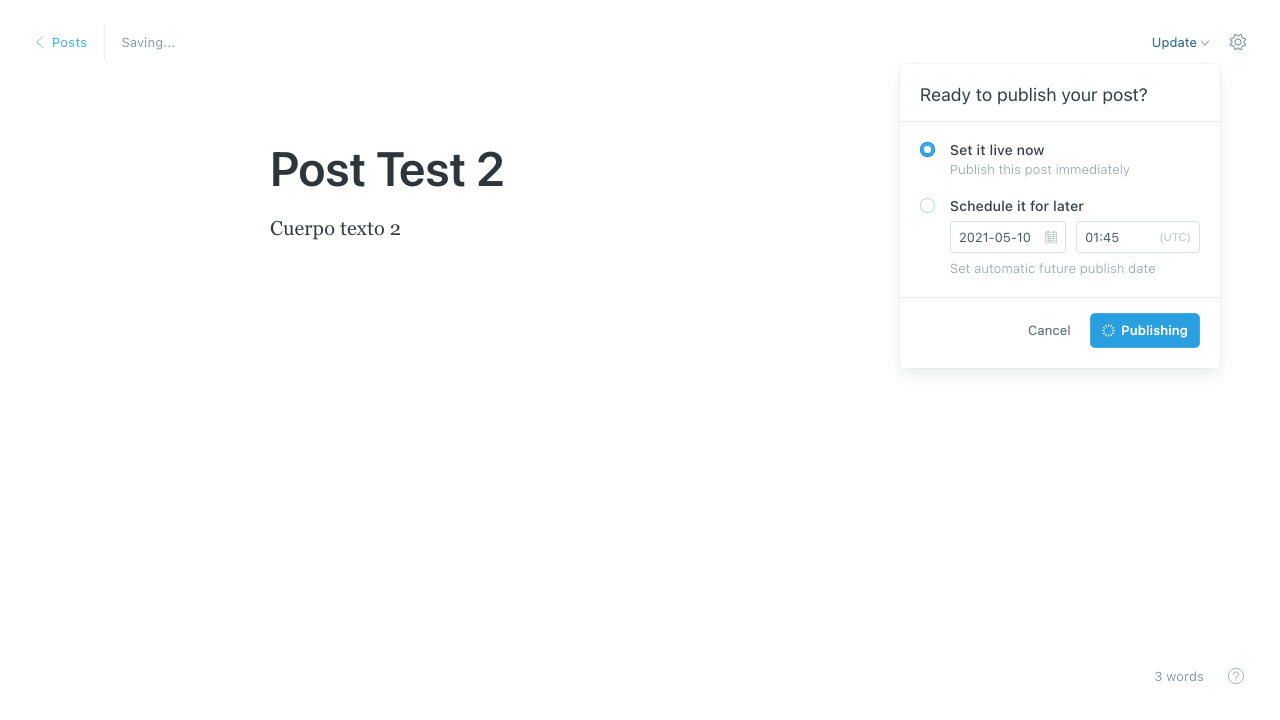 Posts
Saving...
Update
Ready to publish your post?
Set it live now
Publish this post immediately
Schedule it for later
2021-05-10
01:45
(UTC)
Set automatic future publish date
Cancel
Publishing
Post Test 2
Cuerpo texto 2
3 words
?